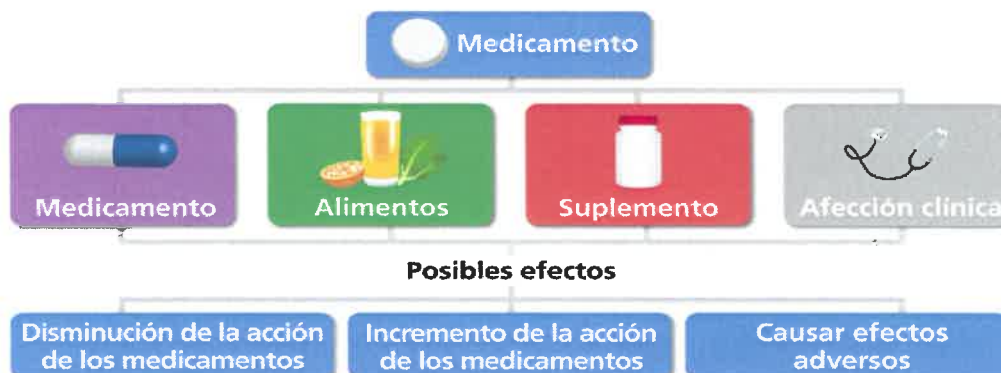 Medicamento
Medicamento
Alimentos
Suplemento
Afección clínica
Posibles efectos
Disminución de la acción
de los medicamentos
Incremento de la acción
de los medicamentos
Causar efectos
adversos